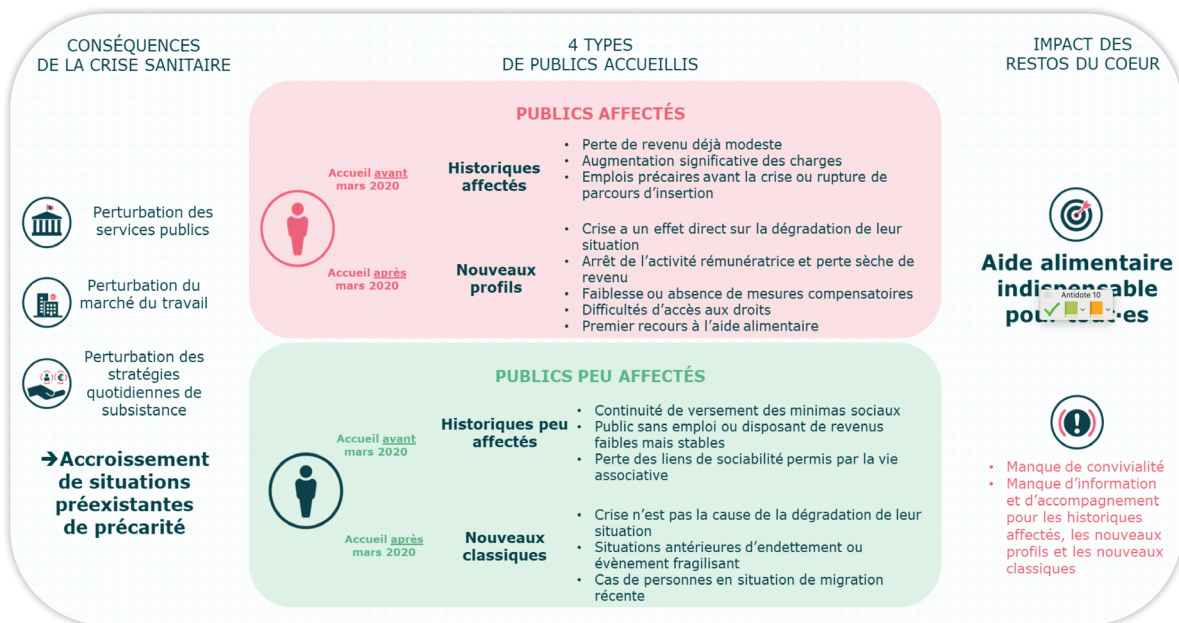 CONSÉQUENCES
DE LA CRISE SANITAIRE
4 TYPES
DE PUBLICS ACCUEILLIS
IMPACT DES
RESTOS DU COEUR
Perturbation des
services publics
Perturbation du
marché du travail
Perturbation des
stratégies
quotidiennes de
subsistance
➔Accroissement
de situations
préexistantes
de précarité
PUBLICS AFFECTÉS
Accueil avant
mars 2020
Historiques
affectés
• Perte de revenu déjà modeste
• Augmentation significative des charges
• Emplois précaires avant la crise ou rupture de
parcours d'insertion
Accueil après
mars 2020
Nouveaux
profils
• Crise a un effet direct sur la dégradation de leur
situation
• Arrêt de l'activité rémunératrice et perte sèche de
revenu
• Faiblesse ou absence de mesures compensatoires
• Difficultés d'accès aux droits
• Premier recours à l'aide alimentaire
PUBLICS PEU AFFECTÉS
Accueil avant
mars 2020
Historiques peu
affectés
• Continuité de versement des minimas sociaux
• Public sans emploi ou disposant de revenus
faibles mais stables
• Perte des liens de sociabilité permis par la vie
associative
Accueil après
mars 2020
Nouveaux
classiques
• Crise n'est pas la cause de la dégradation de leur
situation
• Situations antérieures d'endettement ou
évènement fragilisant
• Cas de personnes en situation de migration
récente
Aide alimentaire
indispensable
pour tout·es
Antidote 10
• Manque de convivialité
• Manque d'information
et d'accompagnement
pour les historiques
affectés, les nouveaux
profils et les nouveaux
classiques